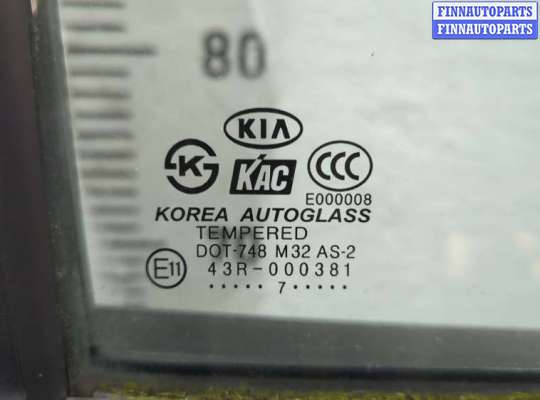 FINNAUTOPARTS
FINNAUTOPARTS
80
KIA
K S KAC CCC
E000008
KOREA AUTOGLASS
TEMPERED
DOT-748 M32 AS-2
E11 43R-000381
••••• 7 •••••